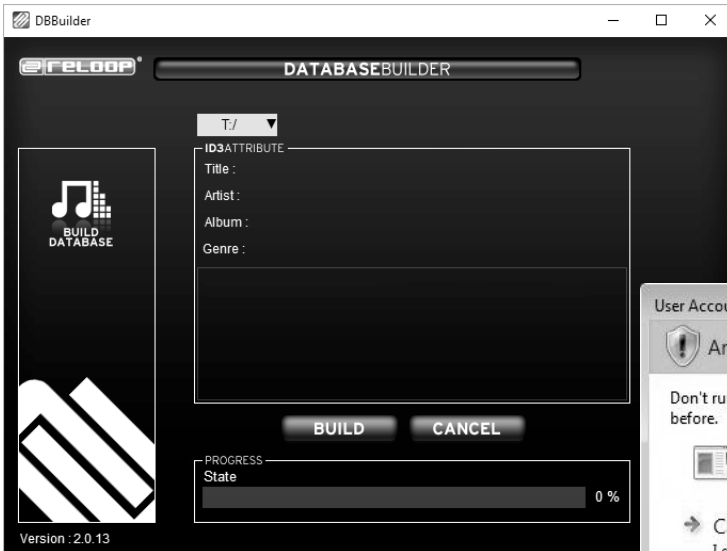 DBBuilder
reloop®
DATABASEBUILDER
T:/
ID3ATTRIBUTE
Title :
Artist :
Album :
Genre :
BUILD
DATABASE
BUILD
CANCEL
PROGRESS
State
0 %
Version : 2.0.13
User Accou
Ar
Don't ru
before.
C